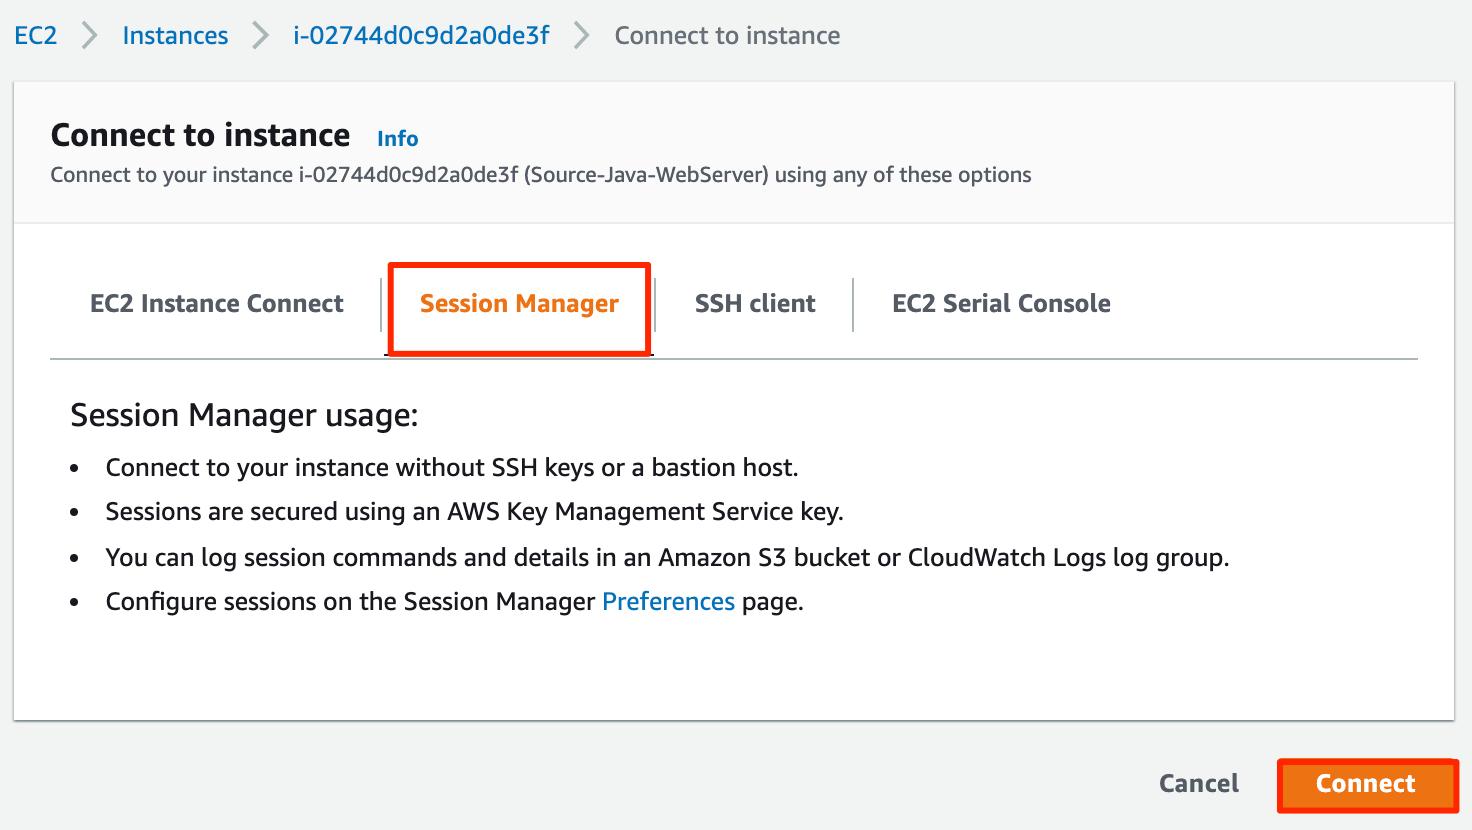 EC2 Instances i-02744d0c9d2a0de3f Connect to instance
Connect to instance Info
Connect to your instance i-02744d0c9d2a0de3f (Source-Java-WebServer) using any of these options
EC2 Instance Connect Session Manager SSH client EC2 Serial Console
Session Manager usage:
• Connect to your instance without SSH keys or a bastion host.
• Sessions are secured using an AWS Key Management Service key.
• You can log session commands and details in an Amazon S3 bucket or CloudWatch Logs log group.
• Configure sessions on the Session Manager Preferences page.
Cancel Connect